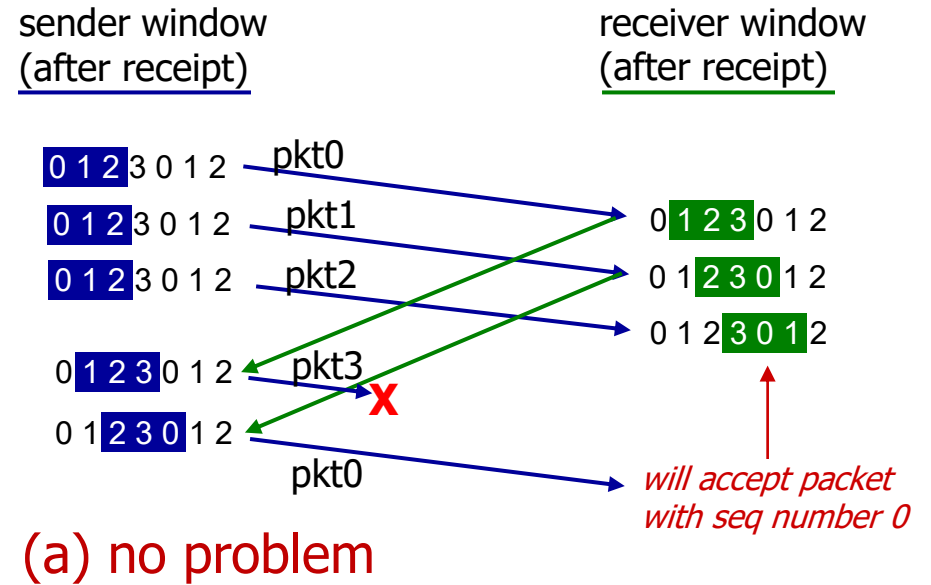 sender window
(after receipt)
receiver window
(after receipt)
0 1 2 3 0 1 2
pkt0
0 1 2 3 0 1 2
pkt1
0 1 2 3 0 1 2
0 1 2 3 0 1 2
pkt2
0 1 2 3 0 1 2
0 1 2 3 0 1 2
0 1 2 3 0 1 2
pkt3
X
0 1 2 3 0 1 2
pkt0
will accept packet
with seq number 0
(a) no problem